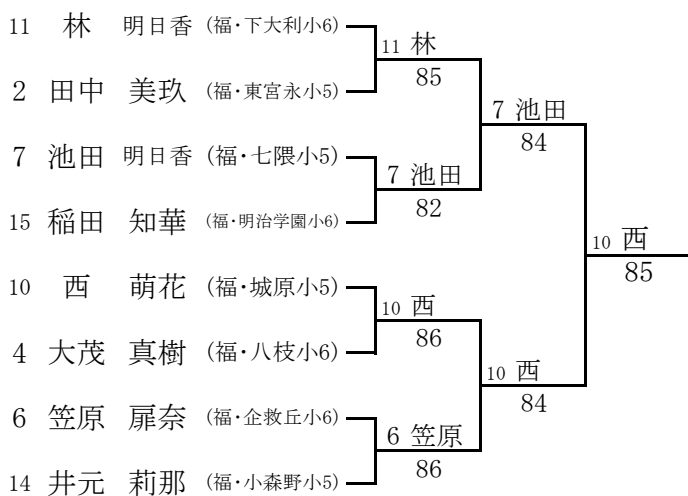 11 林 明日香 (福・下大利小6)
11 林
85
2 田中 美玖 (福・東宮永小5)
7 池田
84
7 池田 明日香 (福・七隈小5)
7 池田
82
15 稲田 知華 (福・明治学園小6)
10 西
85
10 西 萌花 (福・城原小5)
10 西
86
4 大茂 真樹 (福・八枝小6)
10 西
84
6 笠原 扉奈 (福・企救丘小6)
6 笠原
86
14 井元 莉那 (福・小森野小5)